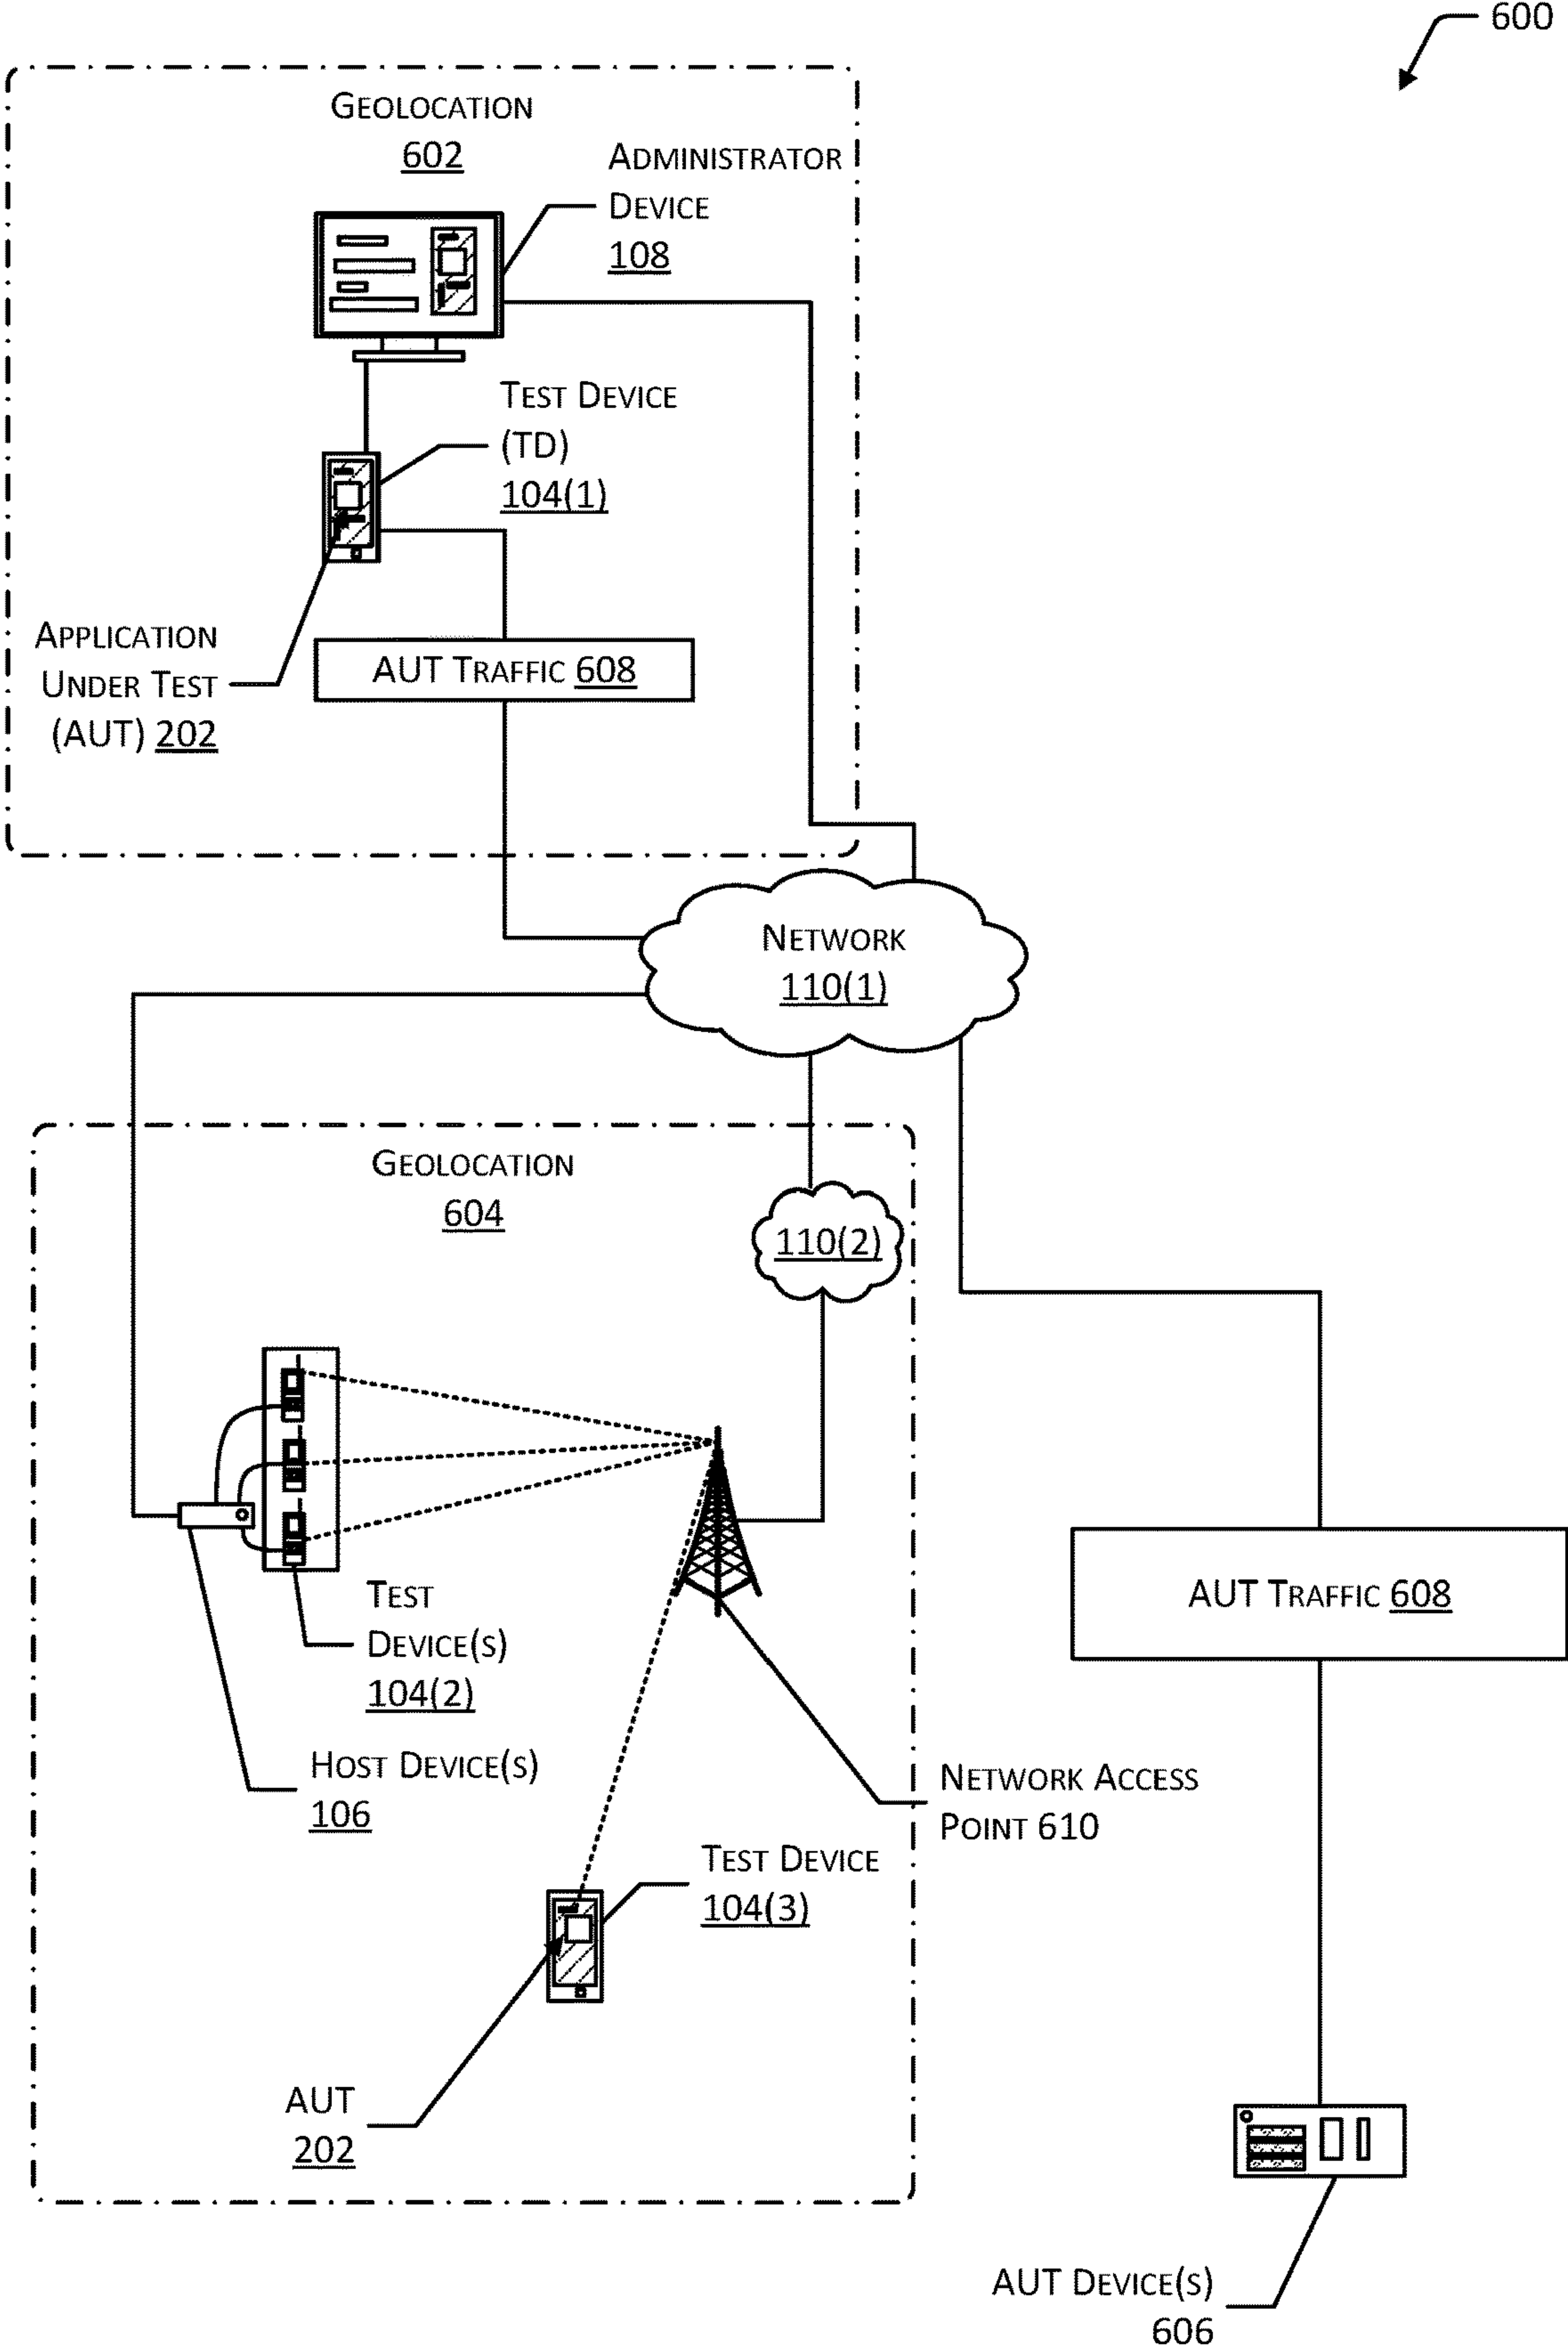 600
GEOLOCATION
602
ADMINISTRATOR
DEVICE
108
TEST DEVICE
(TD)
104(1)
APPLICATION
UNDER TEST
(AUT) 202
AUT TRAFFIC 608
NETWORK
110(1)
GEOLOCATION
604
110(2)
TEST
DEVICE(S)
104(2)
HOST DEVICE(S)
106
AUT TRAFFIC 608
NETWORK ACCESS
POINT 610
TEST DEVICE
104(3)
AUT
202
AUT DEVICE(S)
606